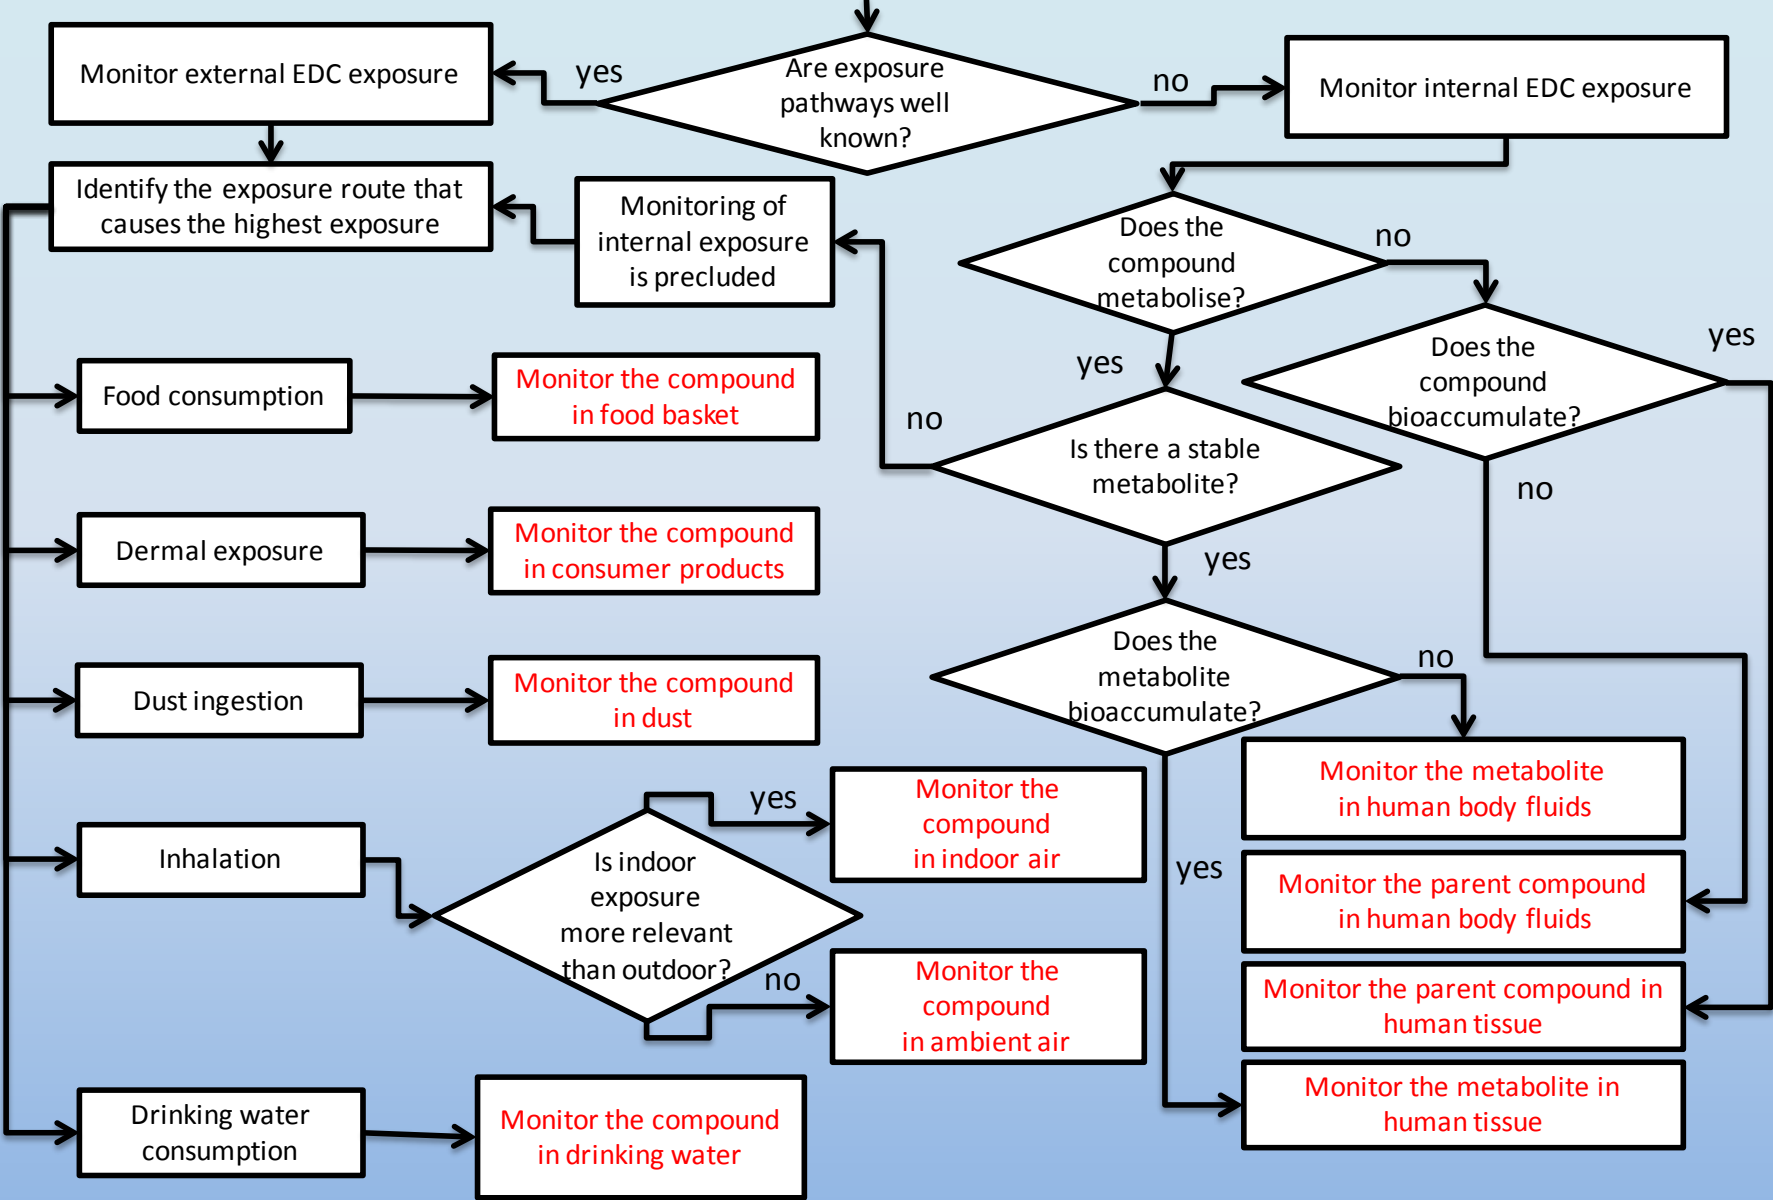 Monitor external EDC exposure
yes
Are exposure
pathways well
known?
no
Monitor internal EDC exposure
Identify the exposure route that
causes the highest exposure
Monitoring of
internal exposure
is precluded
Does the
compound
metabolise?
no
yes
Does the
compound
bioaccumulate?
yes
no
Food consumption
Monitor the compound
in food basket
no
Is there a stable
metabolite?
yes
Dermal exposure
Monitor the compound
in consumer products
Does the
metabolite
bioaccumulate?
no
yes
Dust ingestion
Monitor the compound
in dust
Inhalation
Is indoor
exposure
more relevant
than outdoor?
yes
Monitor the
compound
in indoor air
no
Monitor the
compound
in ambient air
Monitor the metabolite
in human body fluids
Monitor the parent compound
in human body fluids
Monitor the parent compound in
human tissue
Monitor the metabolite in
human tissue
Drinking water
consumption
Monitor the compound
in drinking water